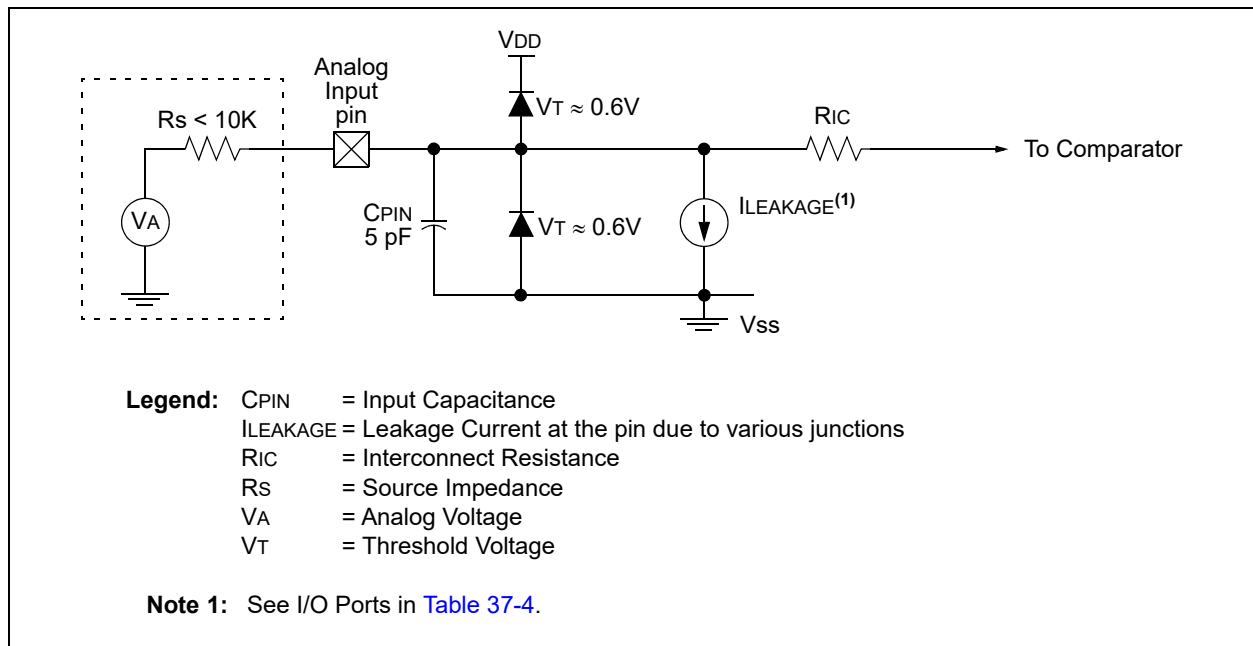 VDD
Analog
Input
pin
Rs < 10K
VT ≈ 0.6V
RIC
To Comparator
VA
CPIN
5 pF
VT ≈ 0.6V
ILEAKAGE(1)
Vss
Legend: CPIN = Input Capacitance
ILEAKAGE = Leakage Current at the pin due to various junctions
RIC = Interconnect Resistance
RS = Source Impedance
VA = Analog Voltage
VT = Threshold Voltage
Note 1: See I/O Ports in Table 37-4.